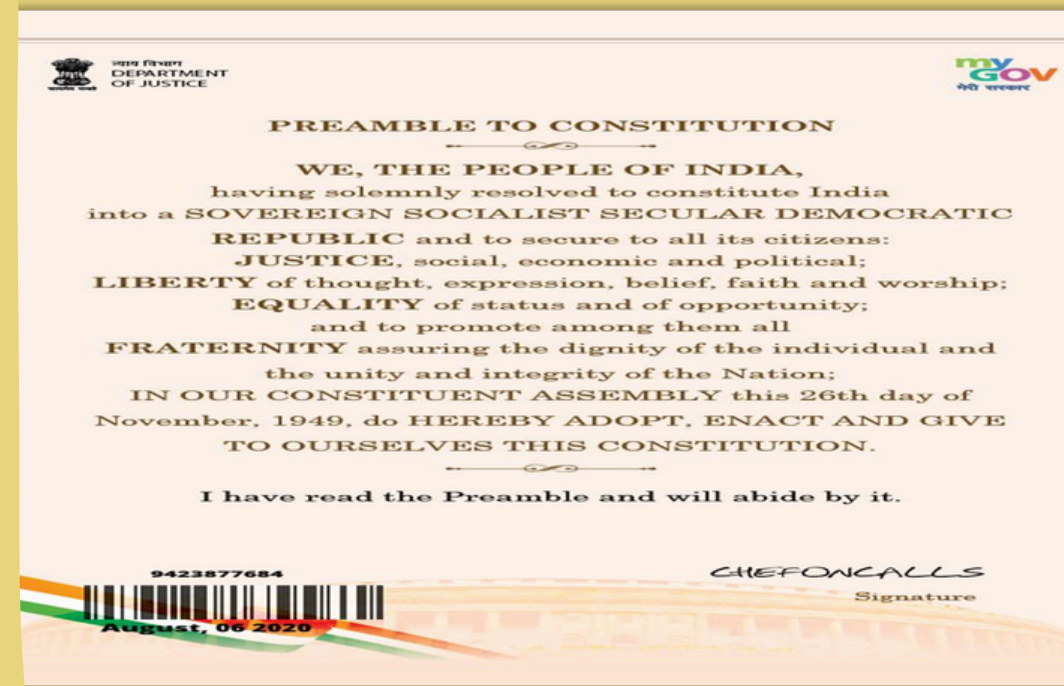 न्याय विभाग
DEPARTMENT
OF JUSTICE
सत्यमेव जयते
my
GOV
मेरी सरकार
PREAMBLE TO CONSTITUTION
WE, THE PEOPLE OF INDIA,
having solemnly resolved to constitute India
into a SOVEREIGN SOCIALIST SECULAR DEMOCRATIC
REPUBLIC and to secure to all its citizens:
JUSTICE, social, economic and political;
LIBERTY of thought, expression, belief, faith and worship;
EQUALITY of status and of opportunity;
and to promote among them all
FRATERNITY assuring the dignity of the individual and
the unity and integrity of the Nation;
IN OUR CONSTITUENT ASSEMBLY this 26th day of
November, 1949, do HEREBY ADOPT, ENACT AND GIVE
TO OURSELVES THIS CONSTITUTION.
I have read the Preamble and will abide by it.
9423877684
August, 06 2020
CHEFONCALLS
Signature